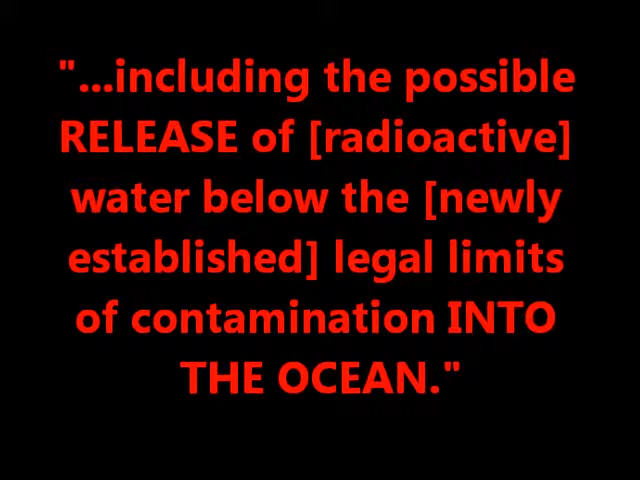 "...including the possible
RELEASE of [radioactive]
water below the [newly
established] legal limits
of contamination INTO
THE OCEAN."